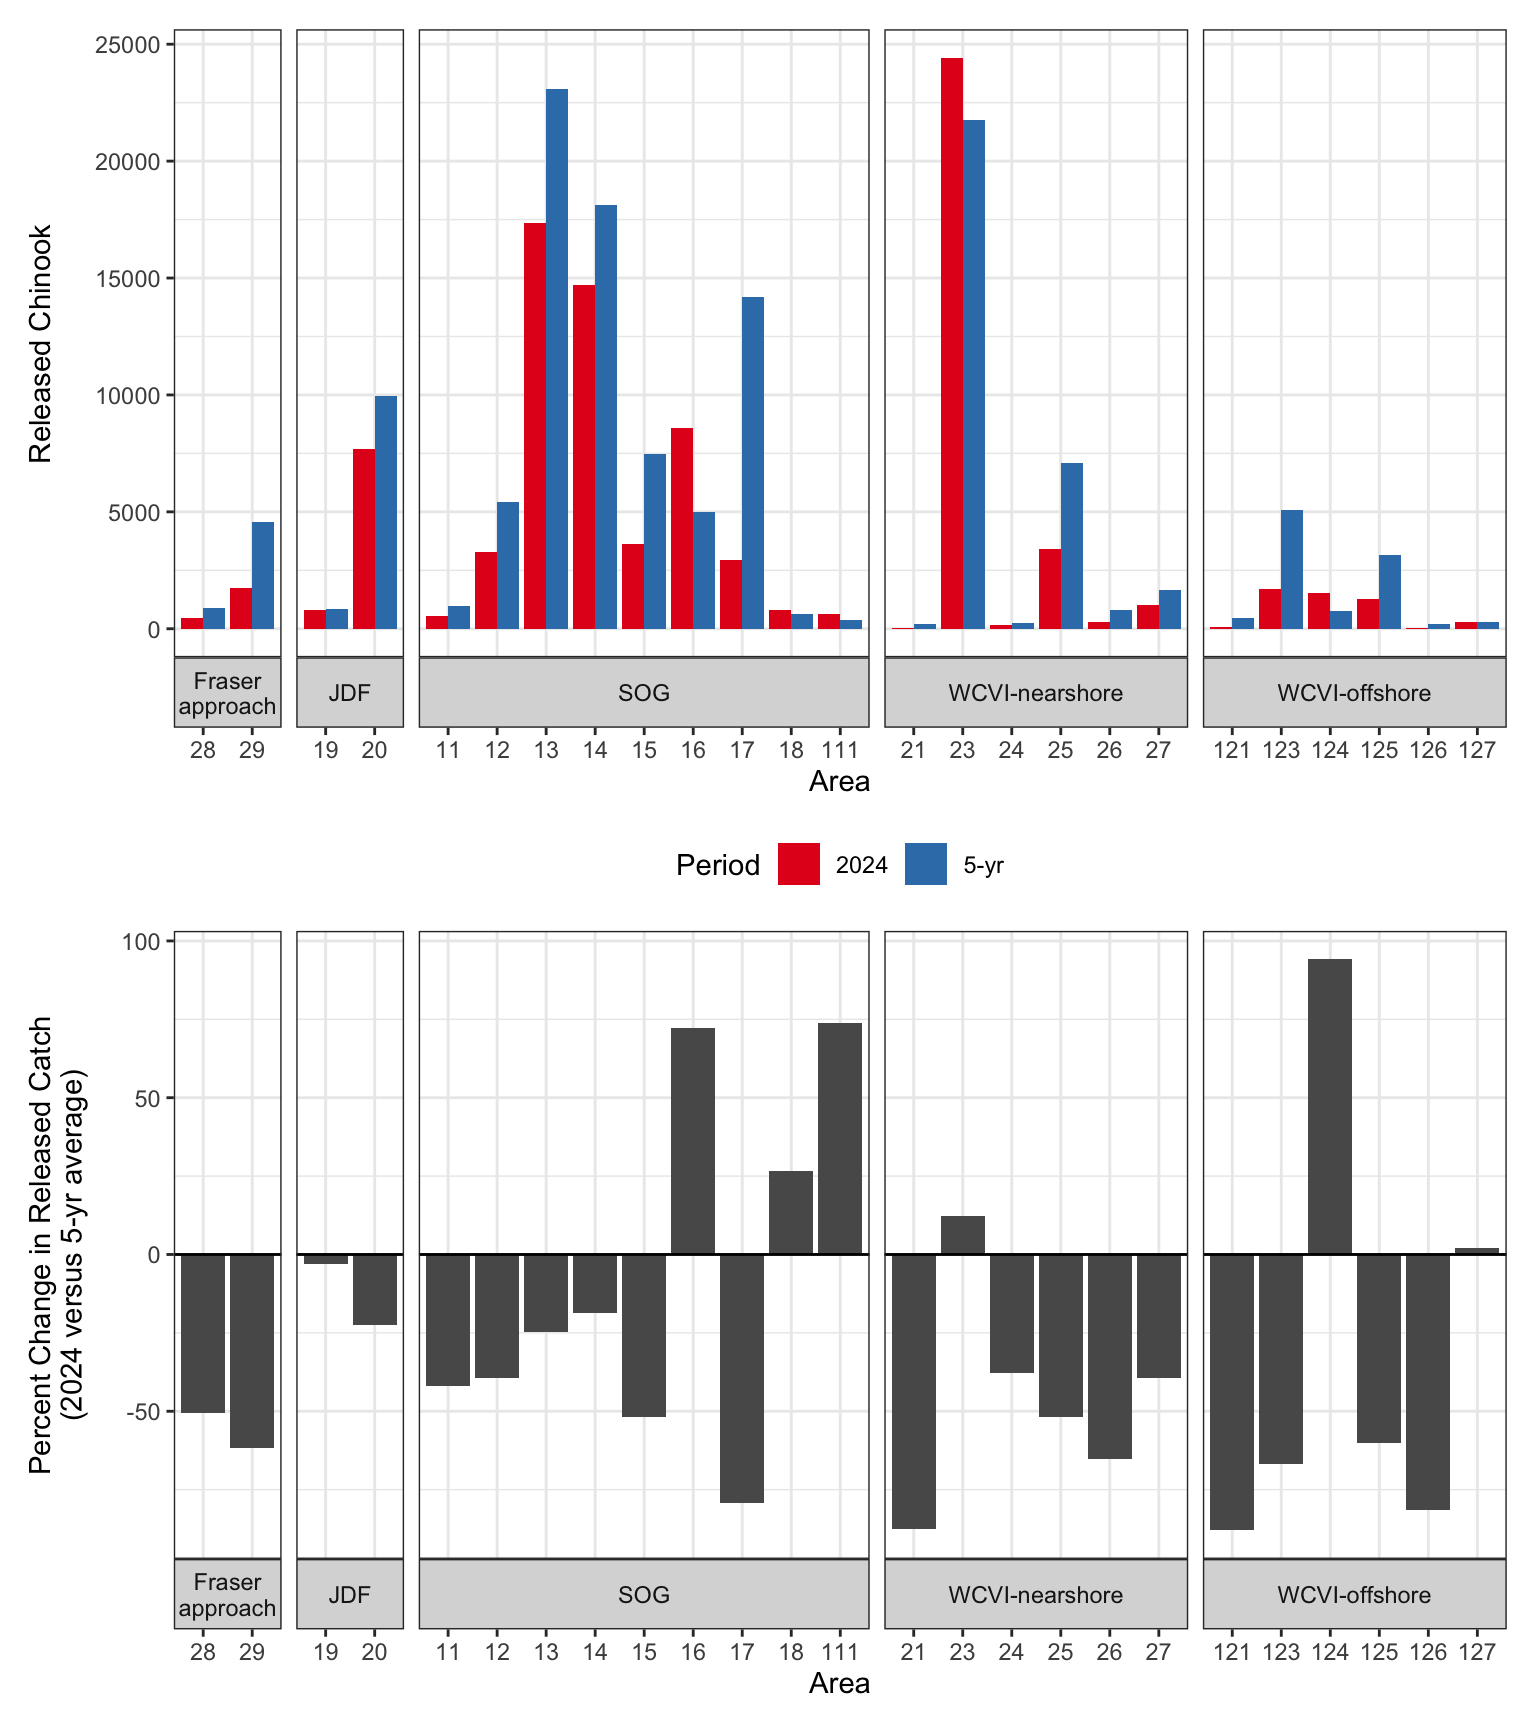 25000
20000
15000
10000
5000
0
Released Chinook
Fraser
approach
JDF
SOG
WCVI-nearshore
WCVI-offshore
28 29 19 20 11 12 13 14 15 16 17 18 111 21 23 24 25 26 27 121 123 124 125 126 127
Area
Period 2024 5-yr
100
50
0
-50
Percent Change in Released Catch
(2024 versus 5-yr average)
Fraser
approach
JDF
SOG
WCVI-nearshore
WCVI-offshore
28 29 19 20 11 12 13 14 15 16 17 18 111 21 23 24 25 26 27 121 123 124 125 126 127
Area